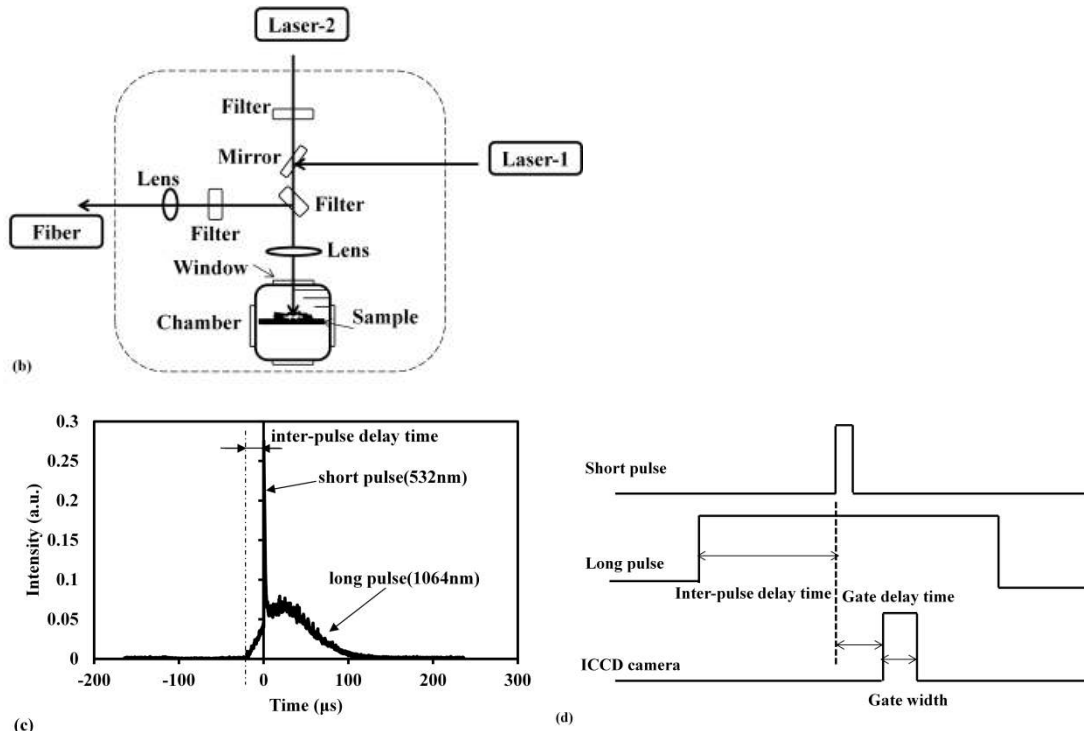 Laser-2
Filter
Mirror
Laser-1
Lens
Filter
Fiber
Filter
Lens
Window
Chamber
Sample
(b)
0.3
inter-pulse delay time
0.25
short pulse(532nm)
0.2
0.15
Intensity (a.u.)
long pulse(1064nm)
0.1
0.05
0
-200
-100
0
100
200
300
Time (μs)
(c)
Short pulse
Long pulse
Inter-pulse delay time
Gate delay time
ICCD camera
Gate width
(d)